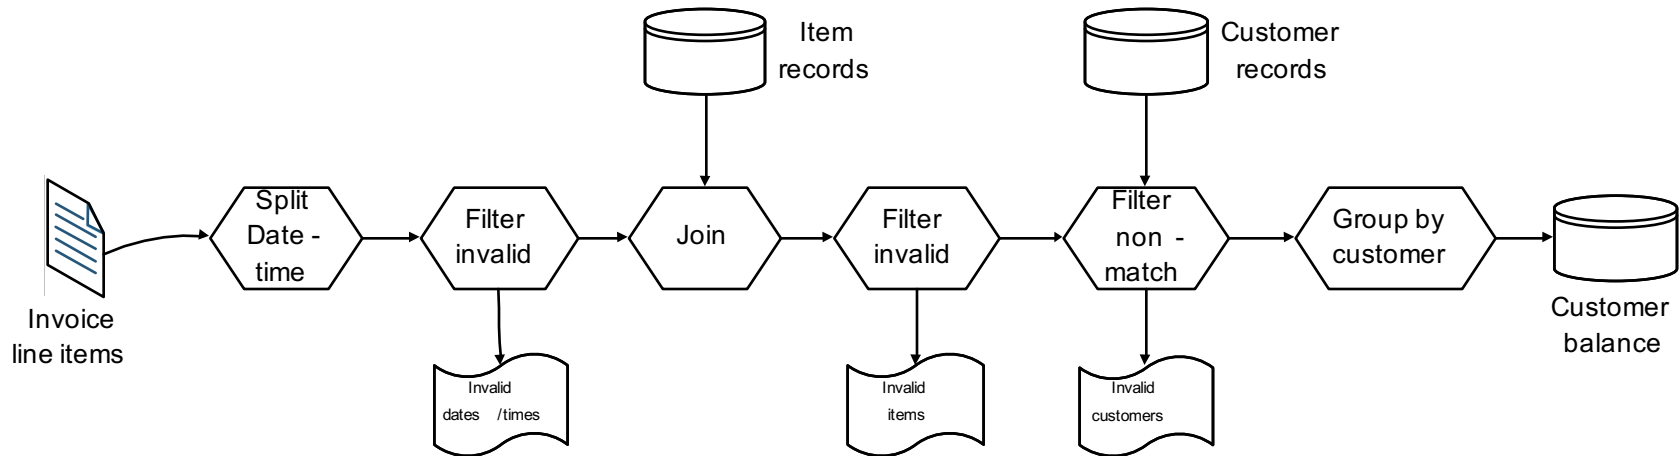 Item
records
Customer
records
Split
Date -
time
Filter
invalid
Join
Filter
invalid
Filter
non -
match
Group by
customer
Invoice
line items
Customer
balance
Invalid
dates /times
Invalid
items
Invalid
customers